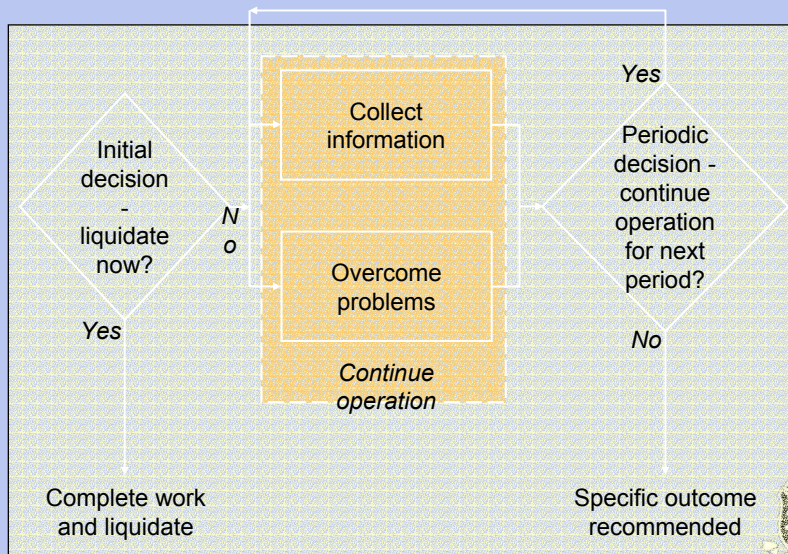 Initial
decision
-
liquidate
now?
N
o
Yes
Complete work
and liquidate
Collect
information
Overcome
problems
Continue
operation
Yes
Periodic
decision -
continue
operation
for next
period?
No
Specific outcome
recommended